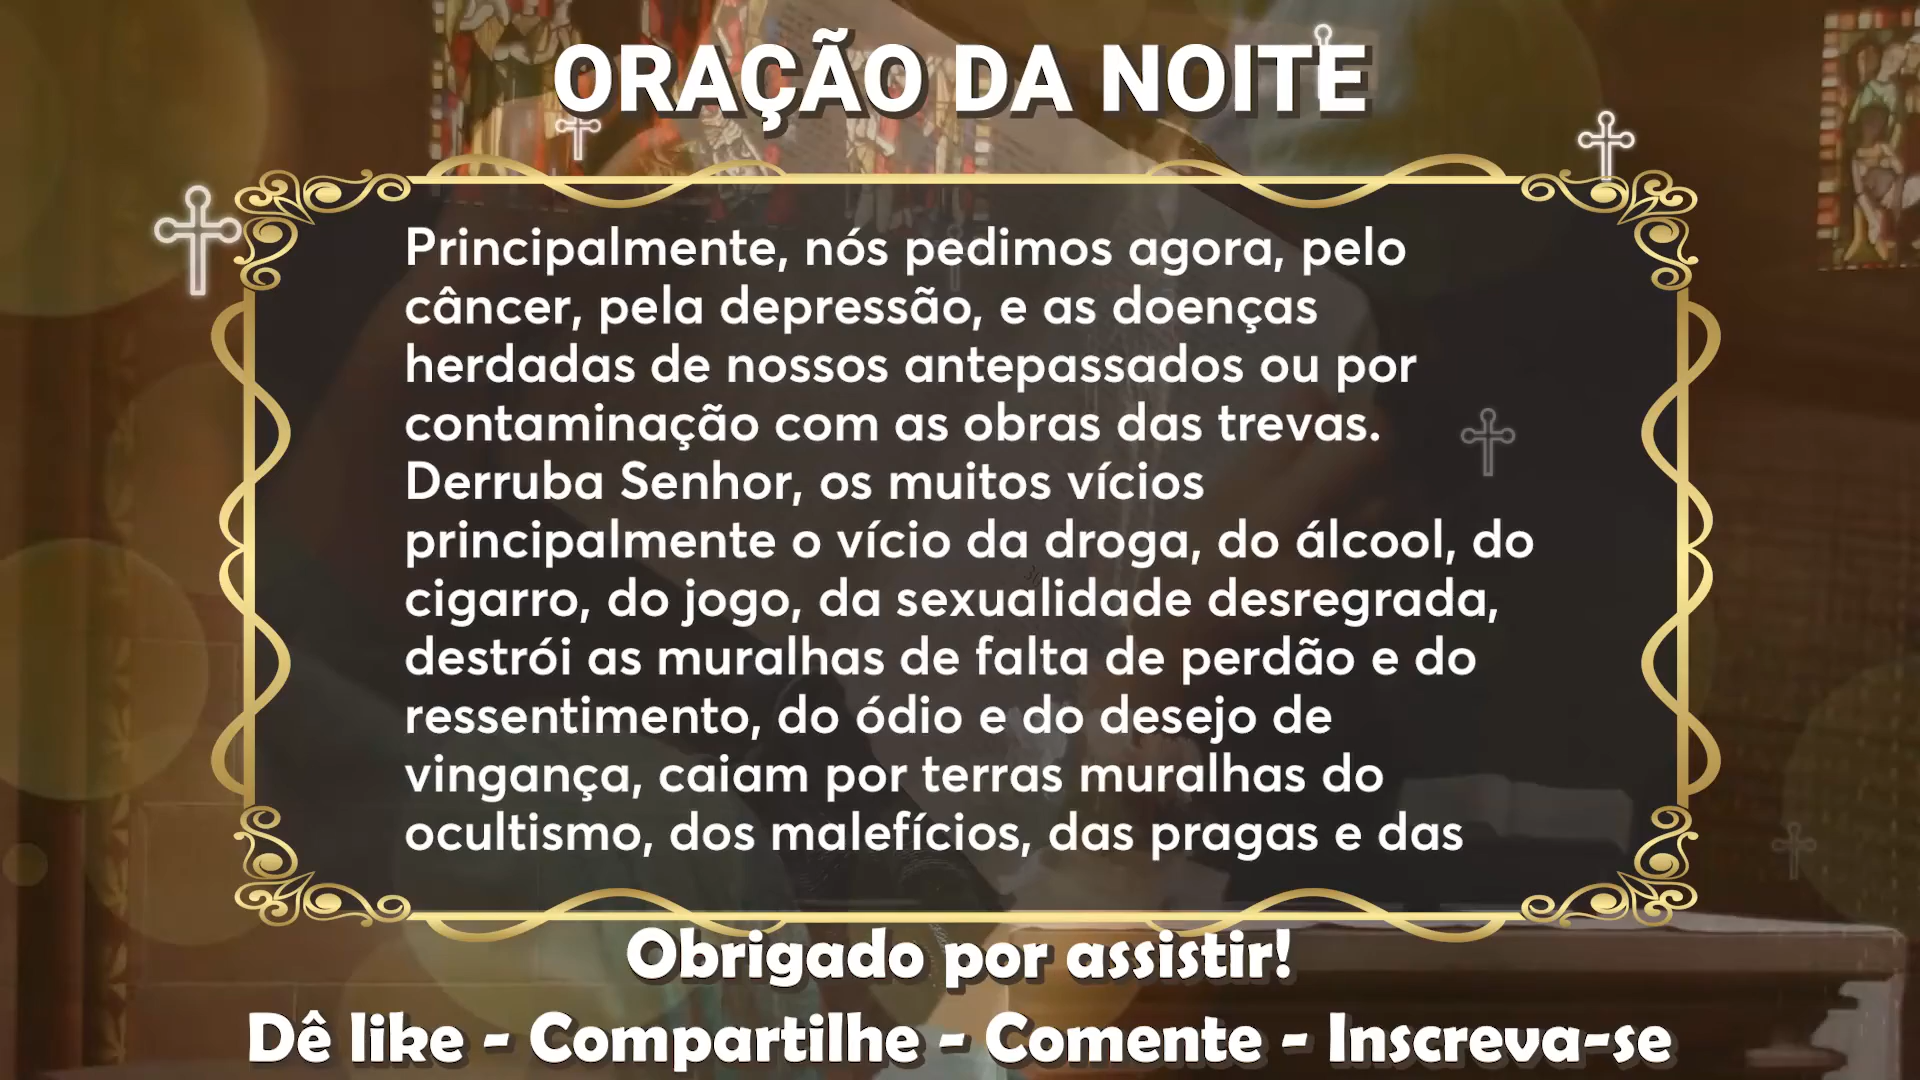 ORAÇÃO DA NOITE
Principalmente, nós pedimos agora, pelo
câncer, pela depressão, e as doenças
herdadas de nossos antepassados ou por
contaminação com as obras das trevas.
Derruba Senhor, os muitos vícios
principalmente o vício da droga, do álcool, do
cigarro, do jogo, da sexualidade desregrada,
destrói as muralhas de falta de perdão e do
ressentimento, do ódio e do desejo de
vingança, caiam por terras muralhas do
ocultismo, dos malefícios, das pragas e das
Obrigado por assistir!
Dê like - Compartilhe - Comente - Inscreva-se